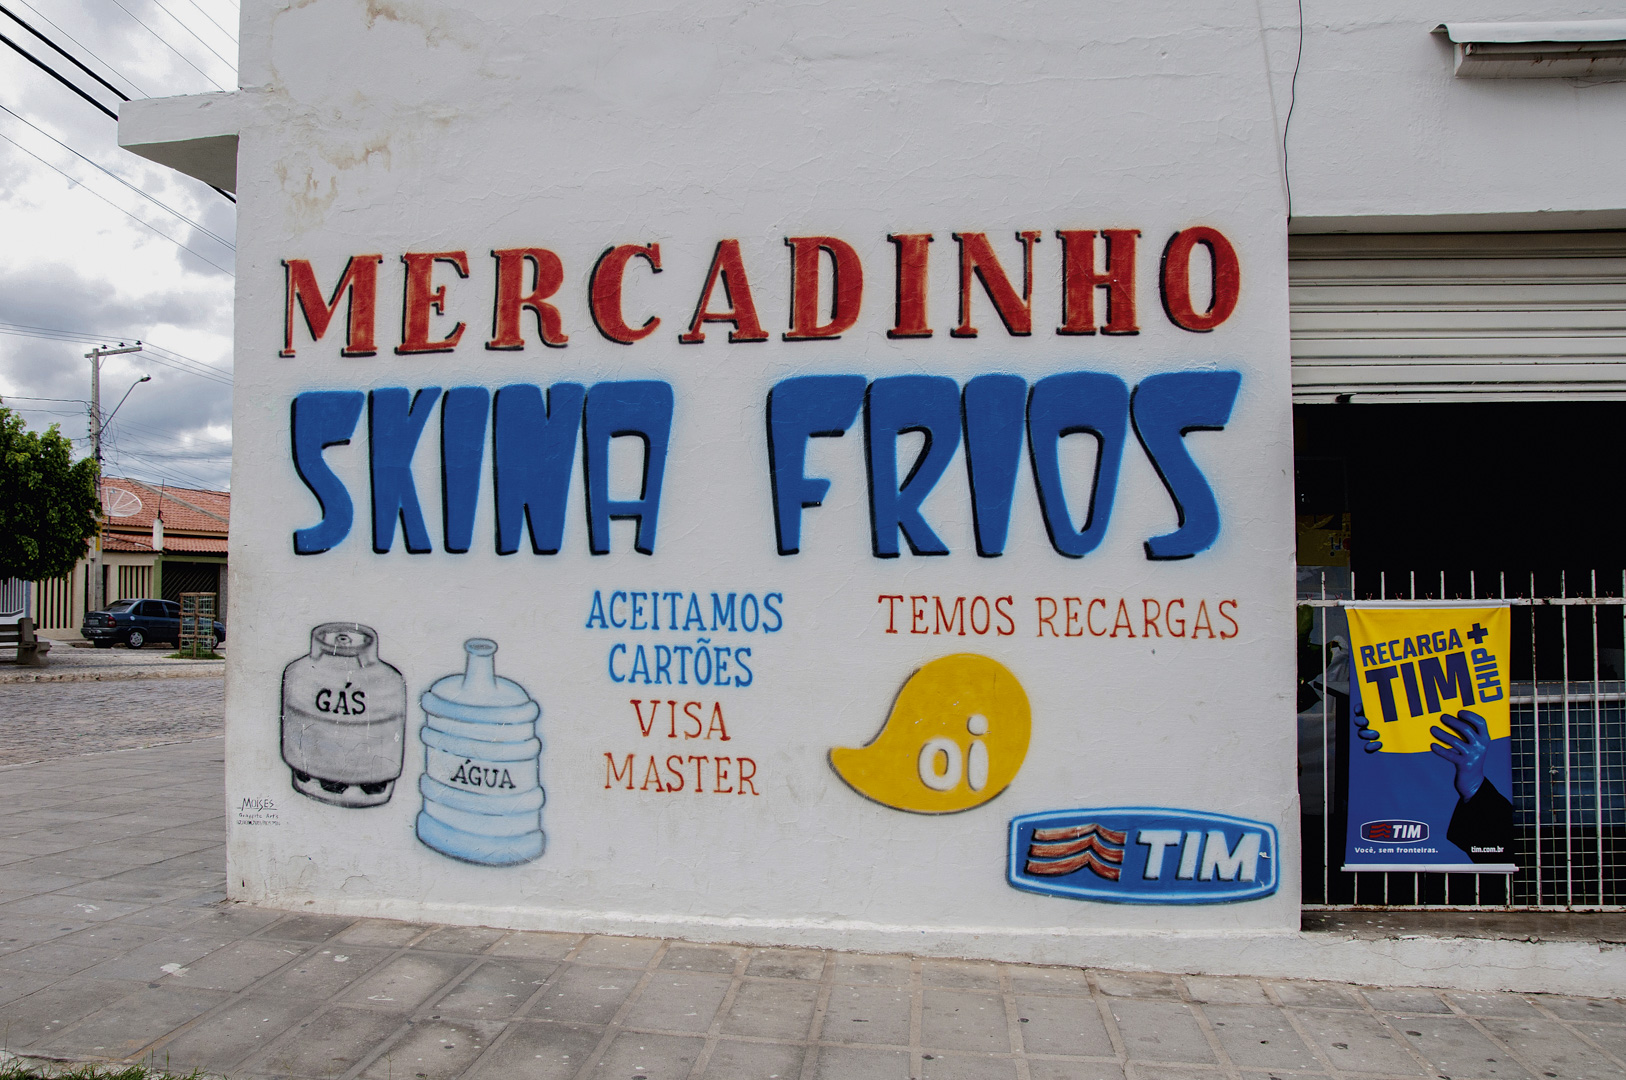 MERCADINHO
SKINA FRIOS
ACEITAMOS
CARTÕES
VISA
MASTER
TEMOS RECARGAS
GÁS
ÁGUA
oi
TIM
MOISES
RECARGA +
TIM CHIP
TIM
Você, sem fronteiras.
tim.com.br